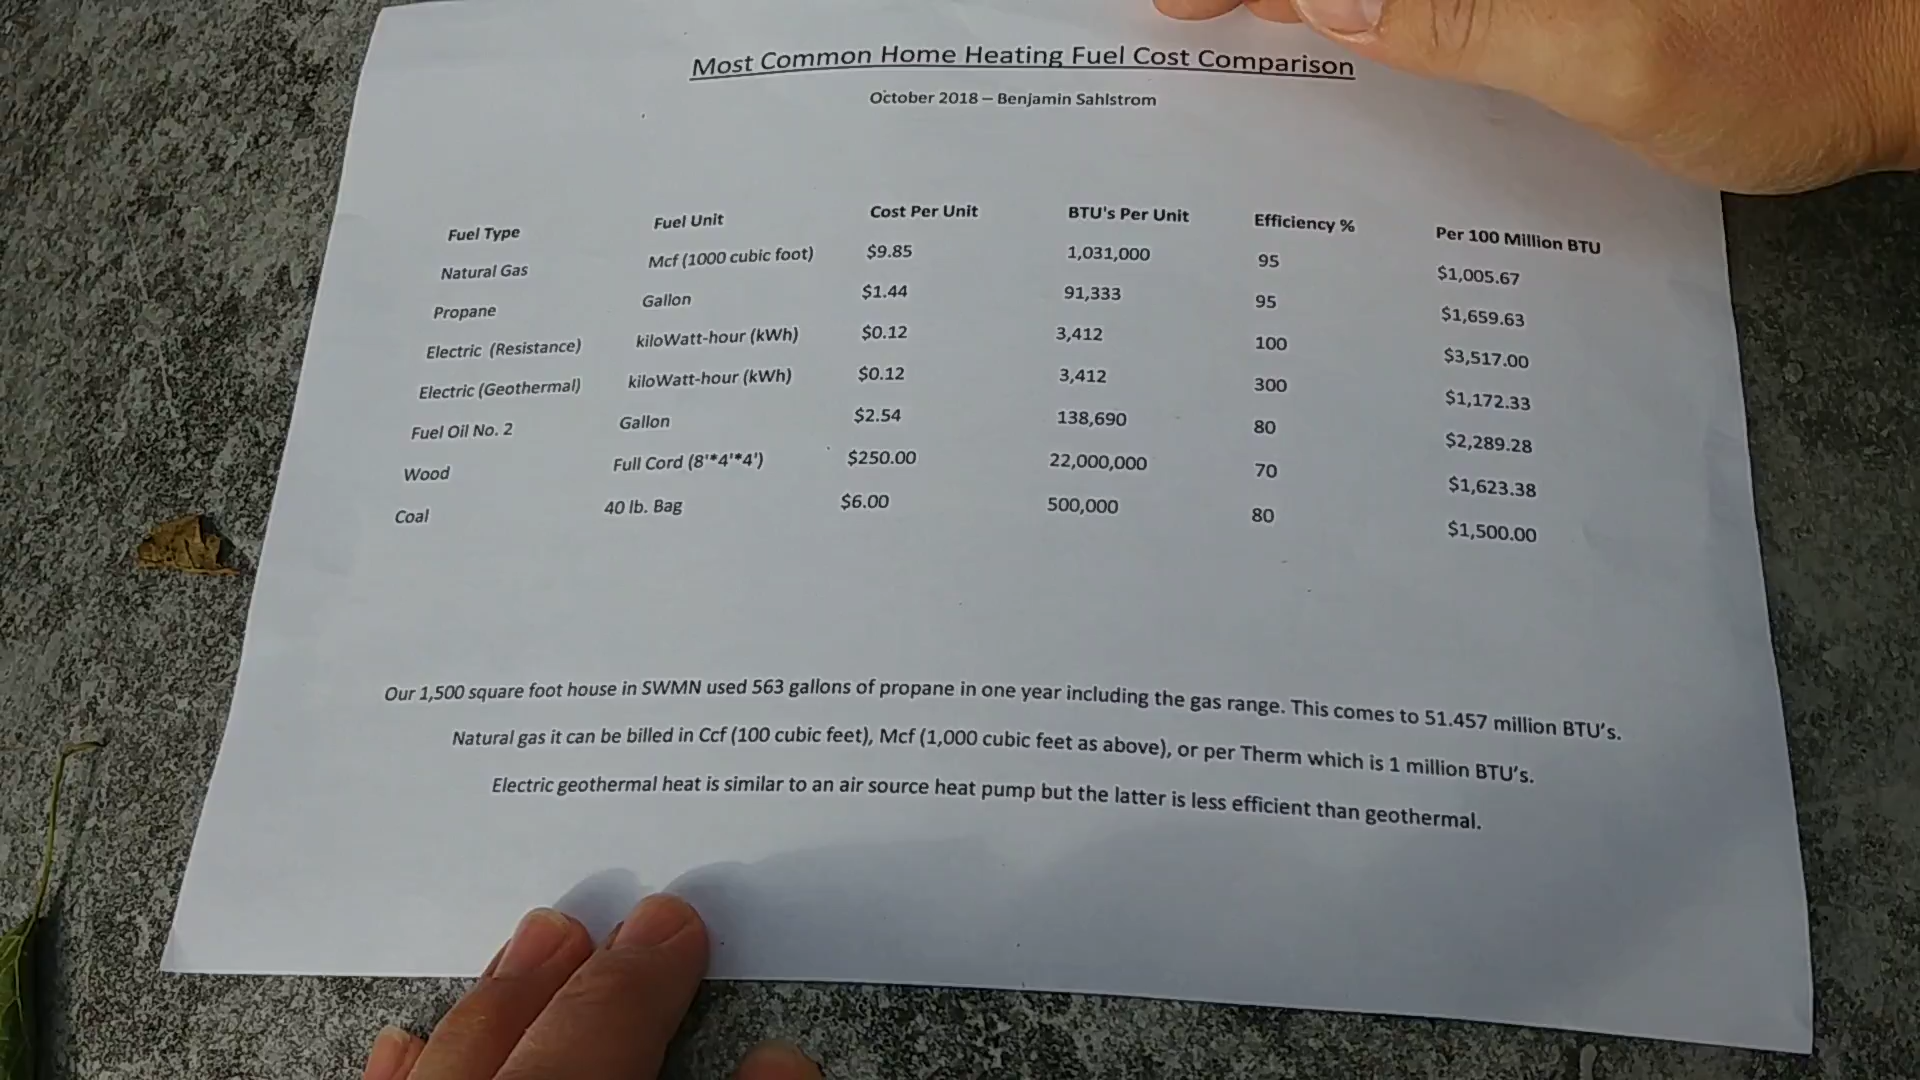 Most Common Home Heating Fuel Cost Comparison
October 2018 – Benjamin Sahlstrom
Fuel Type Fuel Unit Cost Per Unit BTU's Per Unit Efficiency % Per 100 Million BTU
Natural Gas Mcf (1000 cubic foot) $9.85 1,031,000 95 $1,005.67
Propane Gallon $1.44 91,333 95 $1,659.63
Electric (Resistance) kiloWatt-hour (kWh) $0.12 3,412 100 $3,517.00
Electric (Geothermal) kiloWatt-hour (kWh) $0.12 3,412 300 $1,172.33
Fuel Oil No. 2 Gallon $2.54 138,690 80 $2,289.28
Wood Full Cord (8'*4'*4') $250.00 22,000,000 70 $1,623.38
Coal 40 lb. Bag $6.00 500,000 80 $1,500.00
Our 1,500 square foot house in SWMN used 563 gallons of propane in one year including the gas range. This comes to 51.457 million BTU's.
Natural gas it can be billed in Ccf (100 cubic feet), Mcf (1,000 cubic feet as above), or per Therm which is 1 million BTU's.
Electric geothermal heat is similar to an air source heat pump but the latter is less efficient than geothermal.